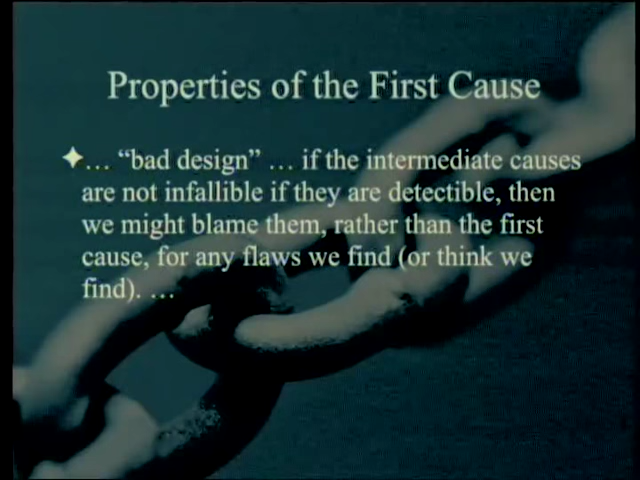 Properties of the First Cause
… “bad design” … if the intermediate causes
are not infallible if they are detectible, then
we might blame them, rather than the first
cause, for any flaws we find (or think we
find). …